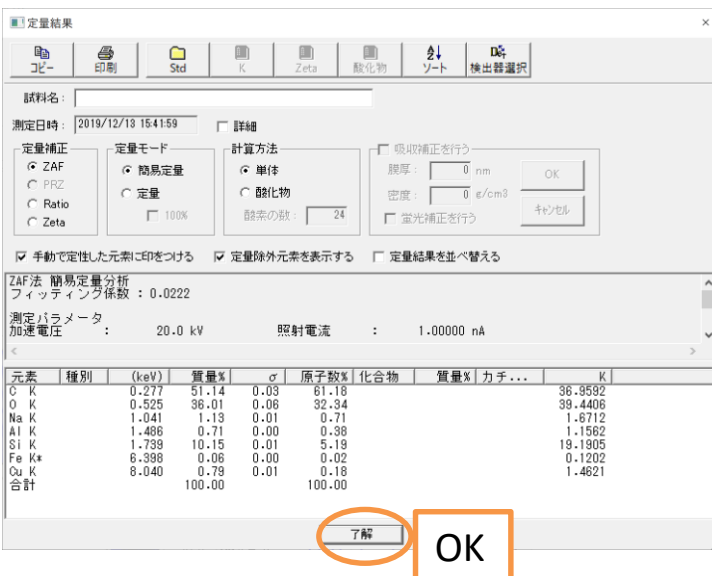 定量結果 ×
コピー 印刷 Std K Zeta 酸化物 ソート 検出器選択
試料名:
測定日時: 2019/12/13 15:41:59 詳細
定量補正 定量モード 計算方法 吸収補正を行う
ZAF 簡易定量 単体 膜厚: 0 nm OK
PRZ 定量 酸化物 密度: 0 g/cm3 キャンセル
Ratio 100% 酸素の数: 24 蛍光補正を行う
Zeta
手動で定性した元素に印をつける 定量除外元素を表示する 定量結果を並べ替える
ZAF法 簡易定量分析
フィッティング係数 : 0.0222
測定パラメータ
加速電圧 : 20.0 kV 照射電流 : 1.00000 nA
元素 種別 (keV) 質量% σ 原子数% 化合物 質量% カチ... K
C K 0.277 51.14 0.03 61.18 36.9592
O K 0.525 36.01 0.06 32.34 39.4406
Na K 1.041 1.13 0.01 0.71 1.6712
Al K 1.486 0.71 0.00 0.38 1.1562
Si K 1.739 10.15 0.01 5.19 19.1905
Fe K* 6.398 0.06 0.00 0.02 0.1202
Cu K 8.040 0.79 0.01 0.18 1.4621
合計 100.00 100.00
了解
OK